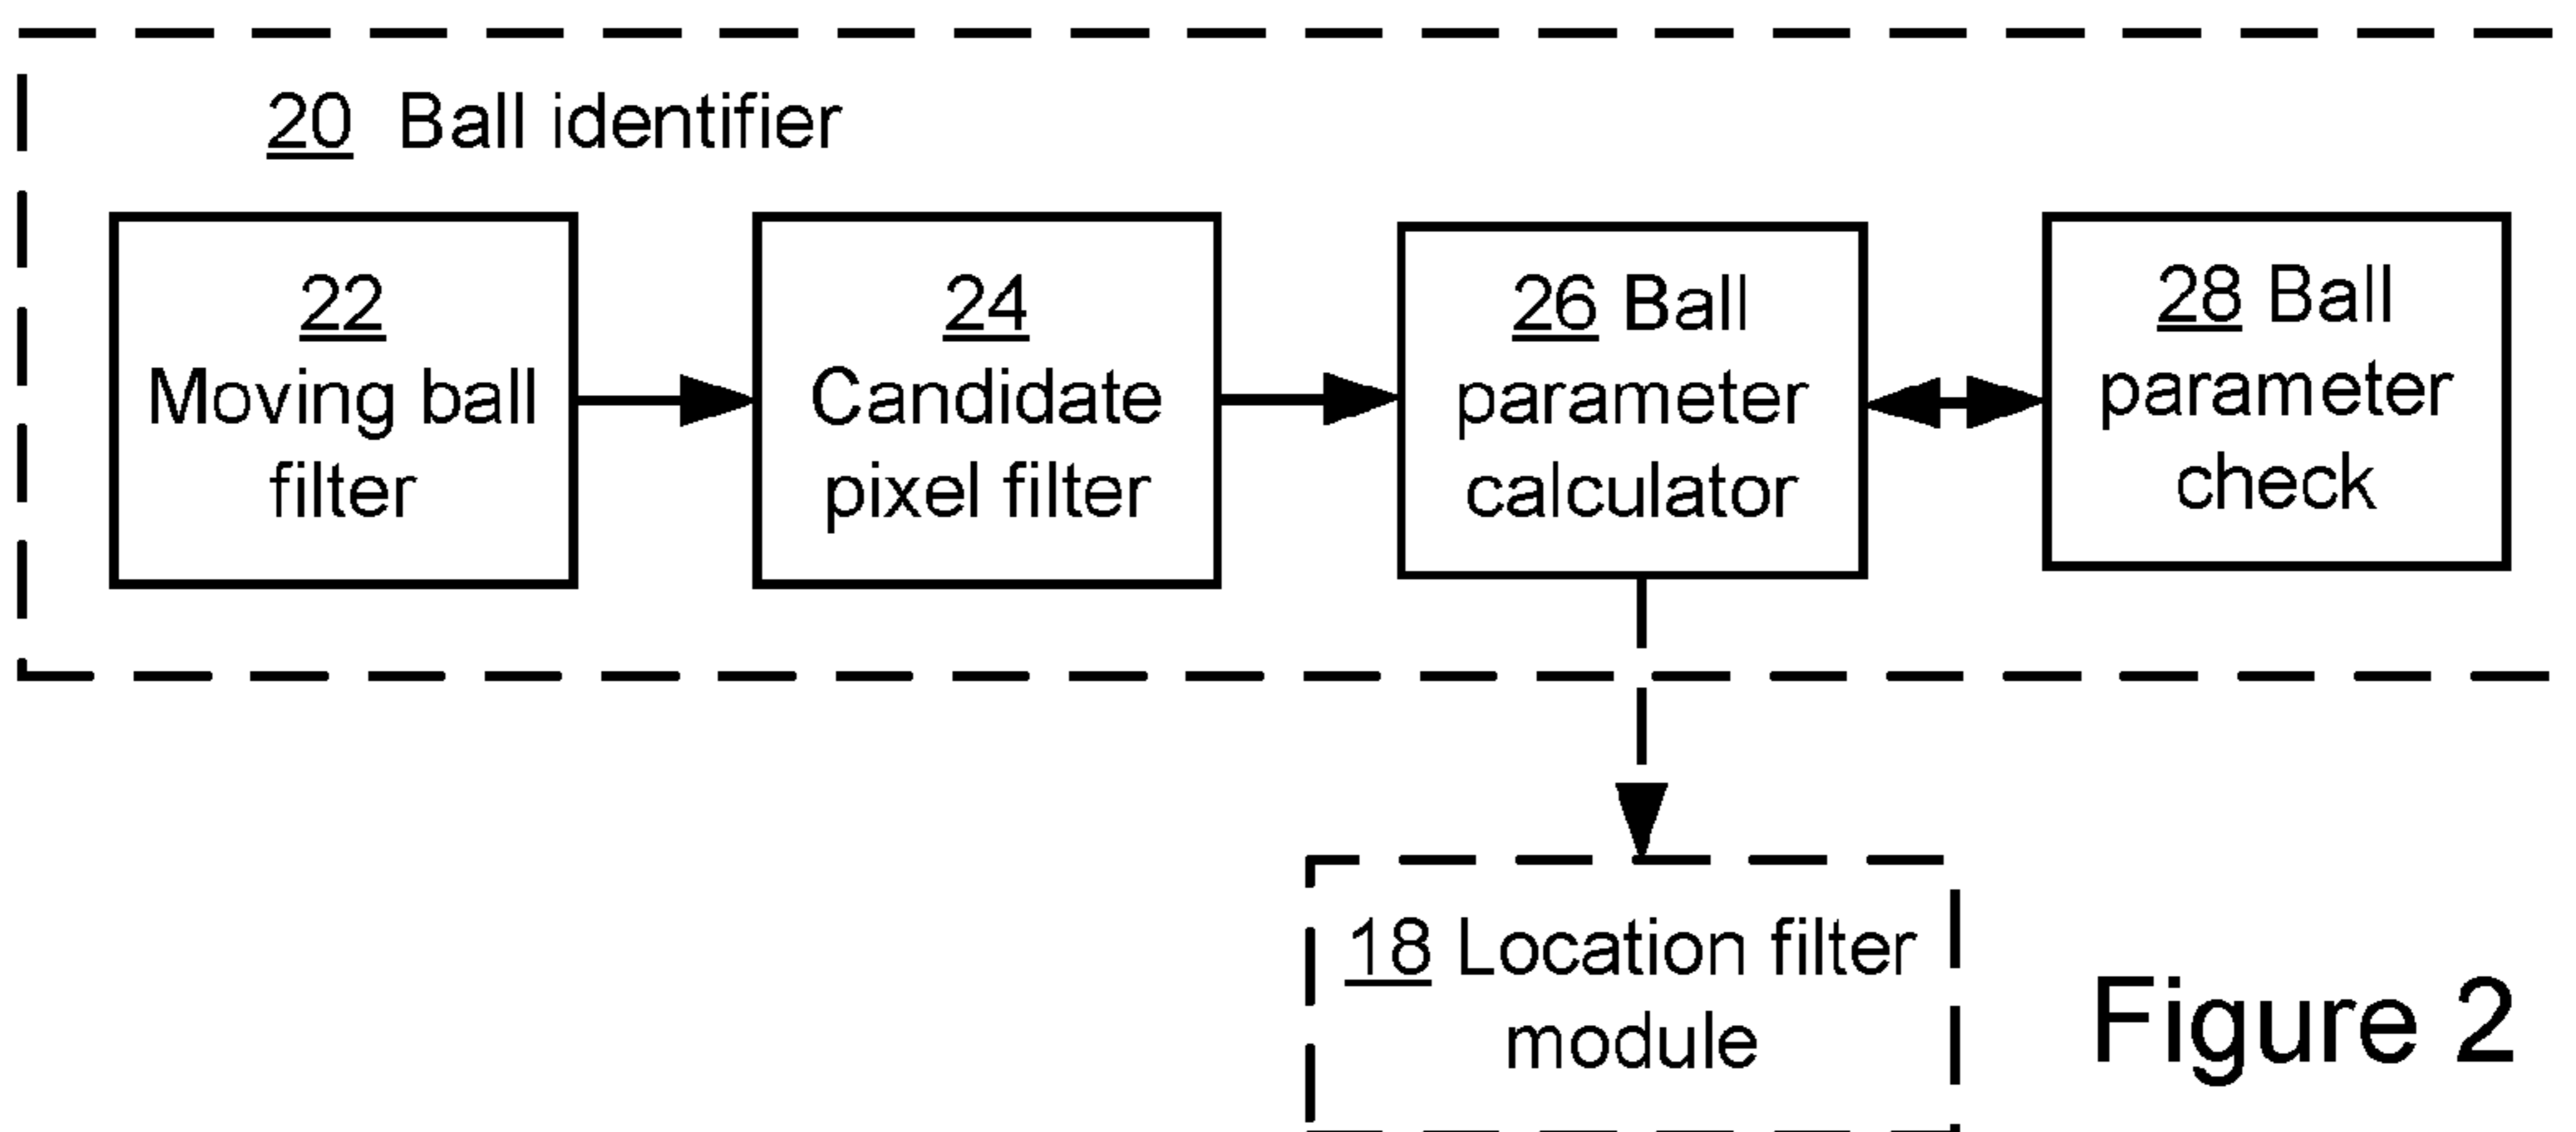 20 Ball identifier
22
Moving ball
filter
24
Candidate
pixel filter
26 Ball
parameter
calculator
28 Ball
parameter
check
18 Location filter
module
Figure 2